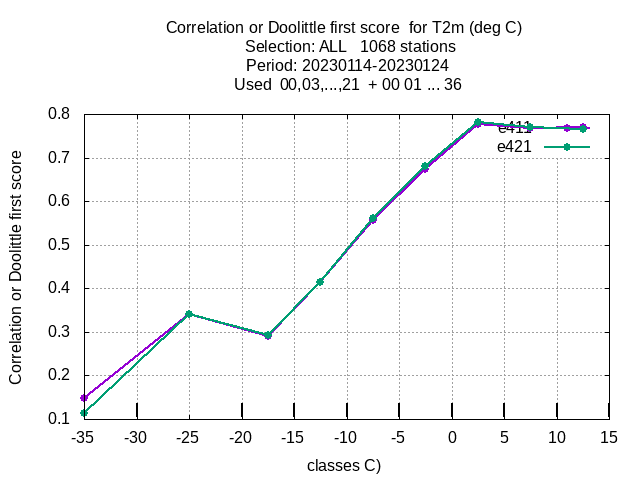 Correlation or Doolittle first score  for T2m (deg C)
Selection: ALL   1068 stations
Period: 20230114-20230124
Used  00,03,...,21  + 00 01 ... 36
Correlation or Doolittle first score
0.8
0.7
0.6
0.5
0.4
0.3
0.2
0.1
e411
e421
-35 -30 -25 -20 -15 -10 -5 0 5 10 15
classes C)